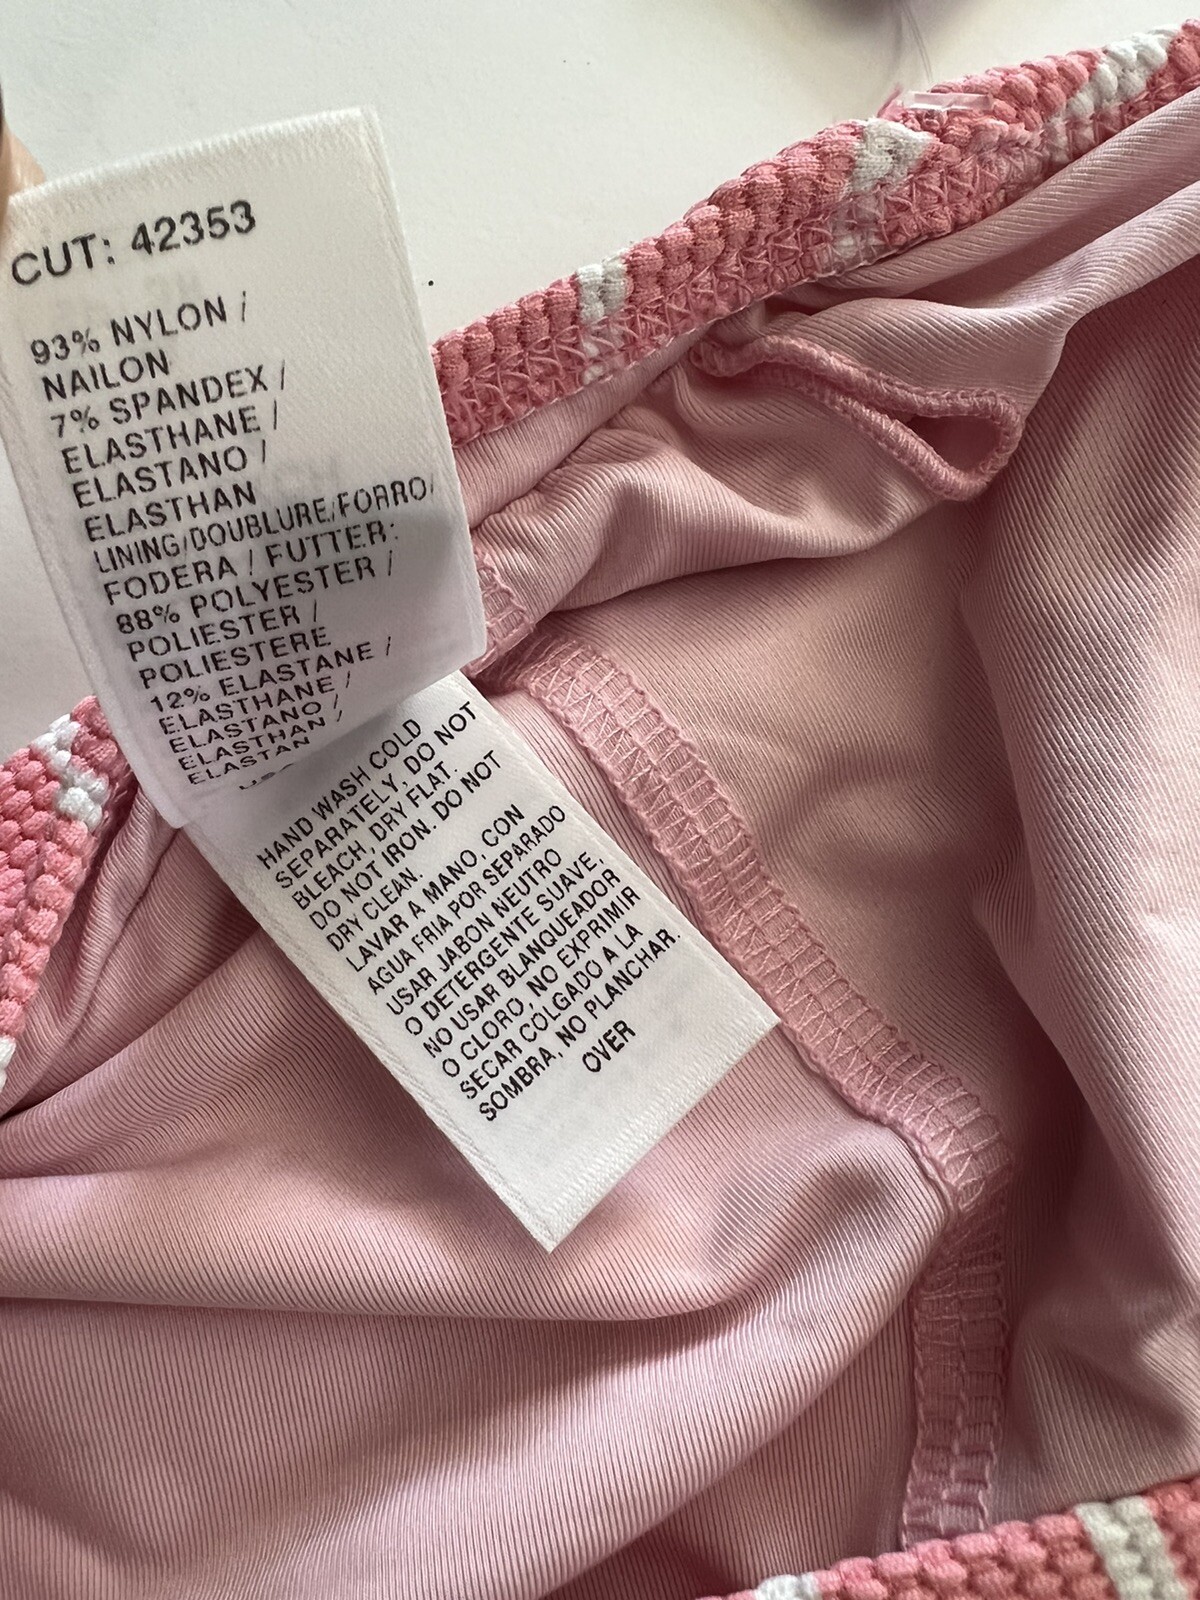 CUT: 42353
93% NYLON /
NAILON
7% SPANDEX /
ELASTHANE /
ELASTANO /
ELASTHAN
LINING/DOUBLURE/FORRO/
FODERA / FUTTER:
88% POLYESTER /
POLIESTER /
POLIESTERE
12% ELASTANE /
ELASTHANE /
ELASTANO /
ELASTHAN /
ELASTAN
HAND WASH COLD
SEPARATELY, DO NOT
BLEACH, DRY FLAT.
DO NOT IRON. DO NOT
DRY CLEAN.
LAVAR A MANO, CON
AGUA FRIA POR SEPARADO
USAR JABON NEUTRO
O DETERGENTE SUAVE,
NO USAR BLANQUEADOR
O CLORO, NO EXPRIMIR
SECAR COLGADO A LA
SOMBRA, NO PLANCHAR.
OVER